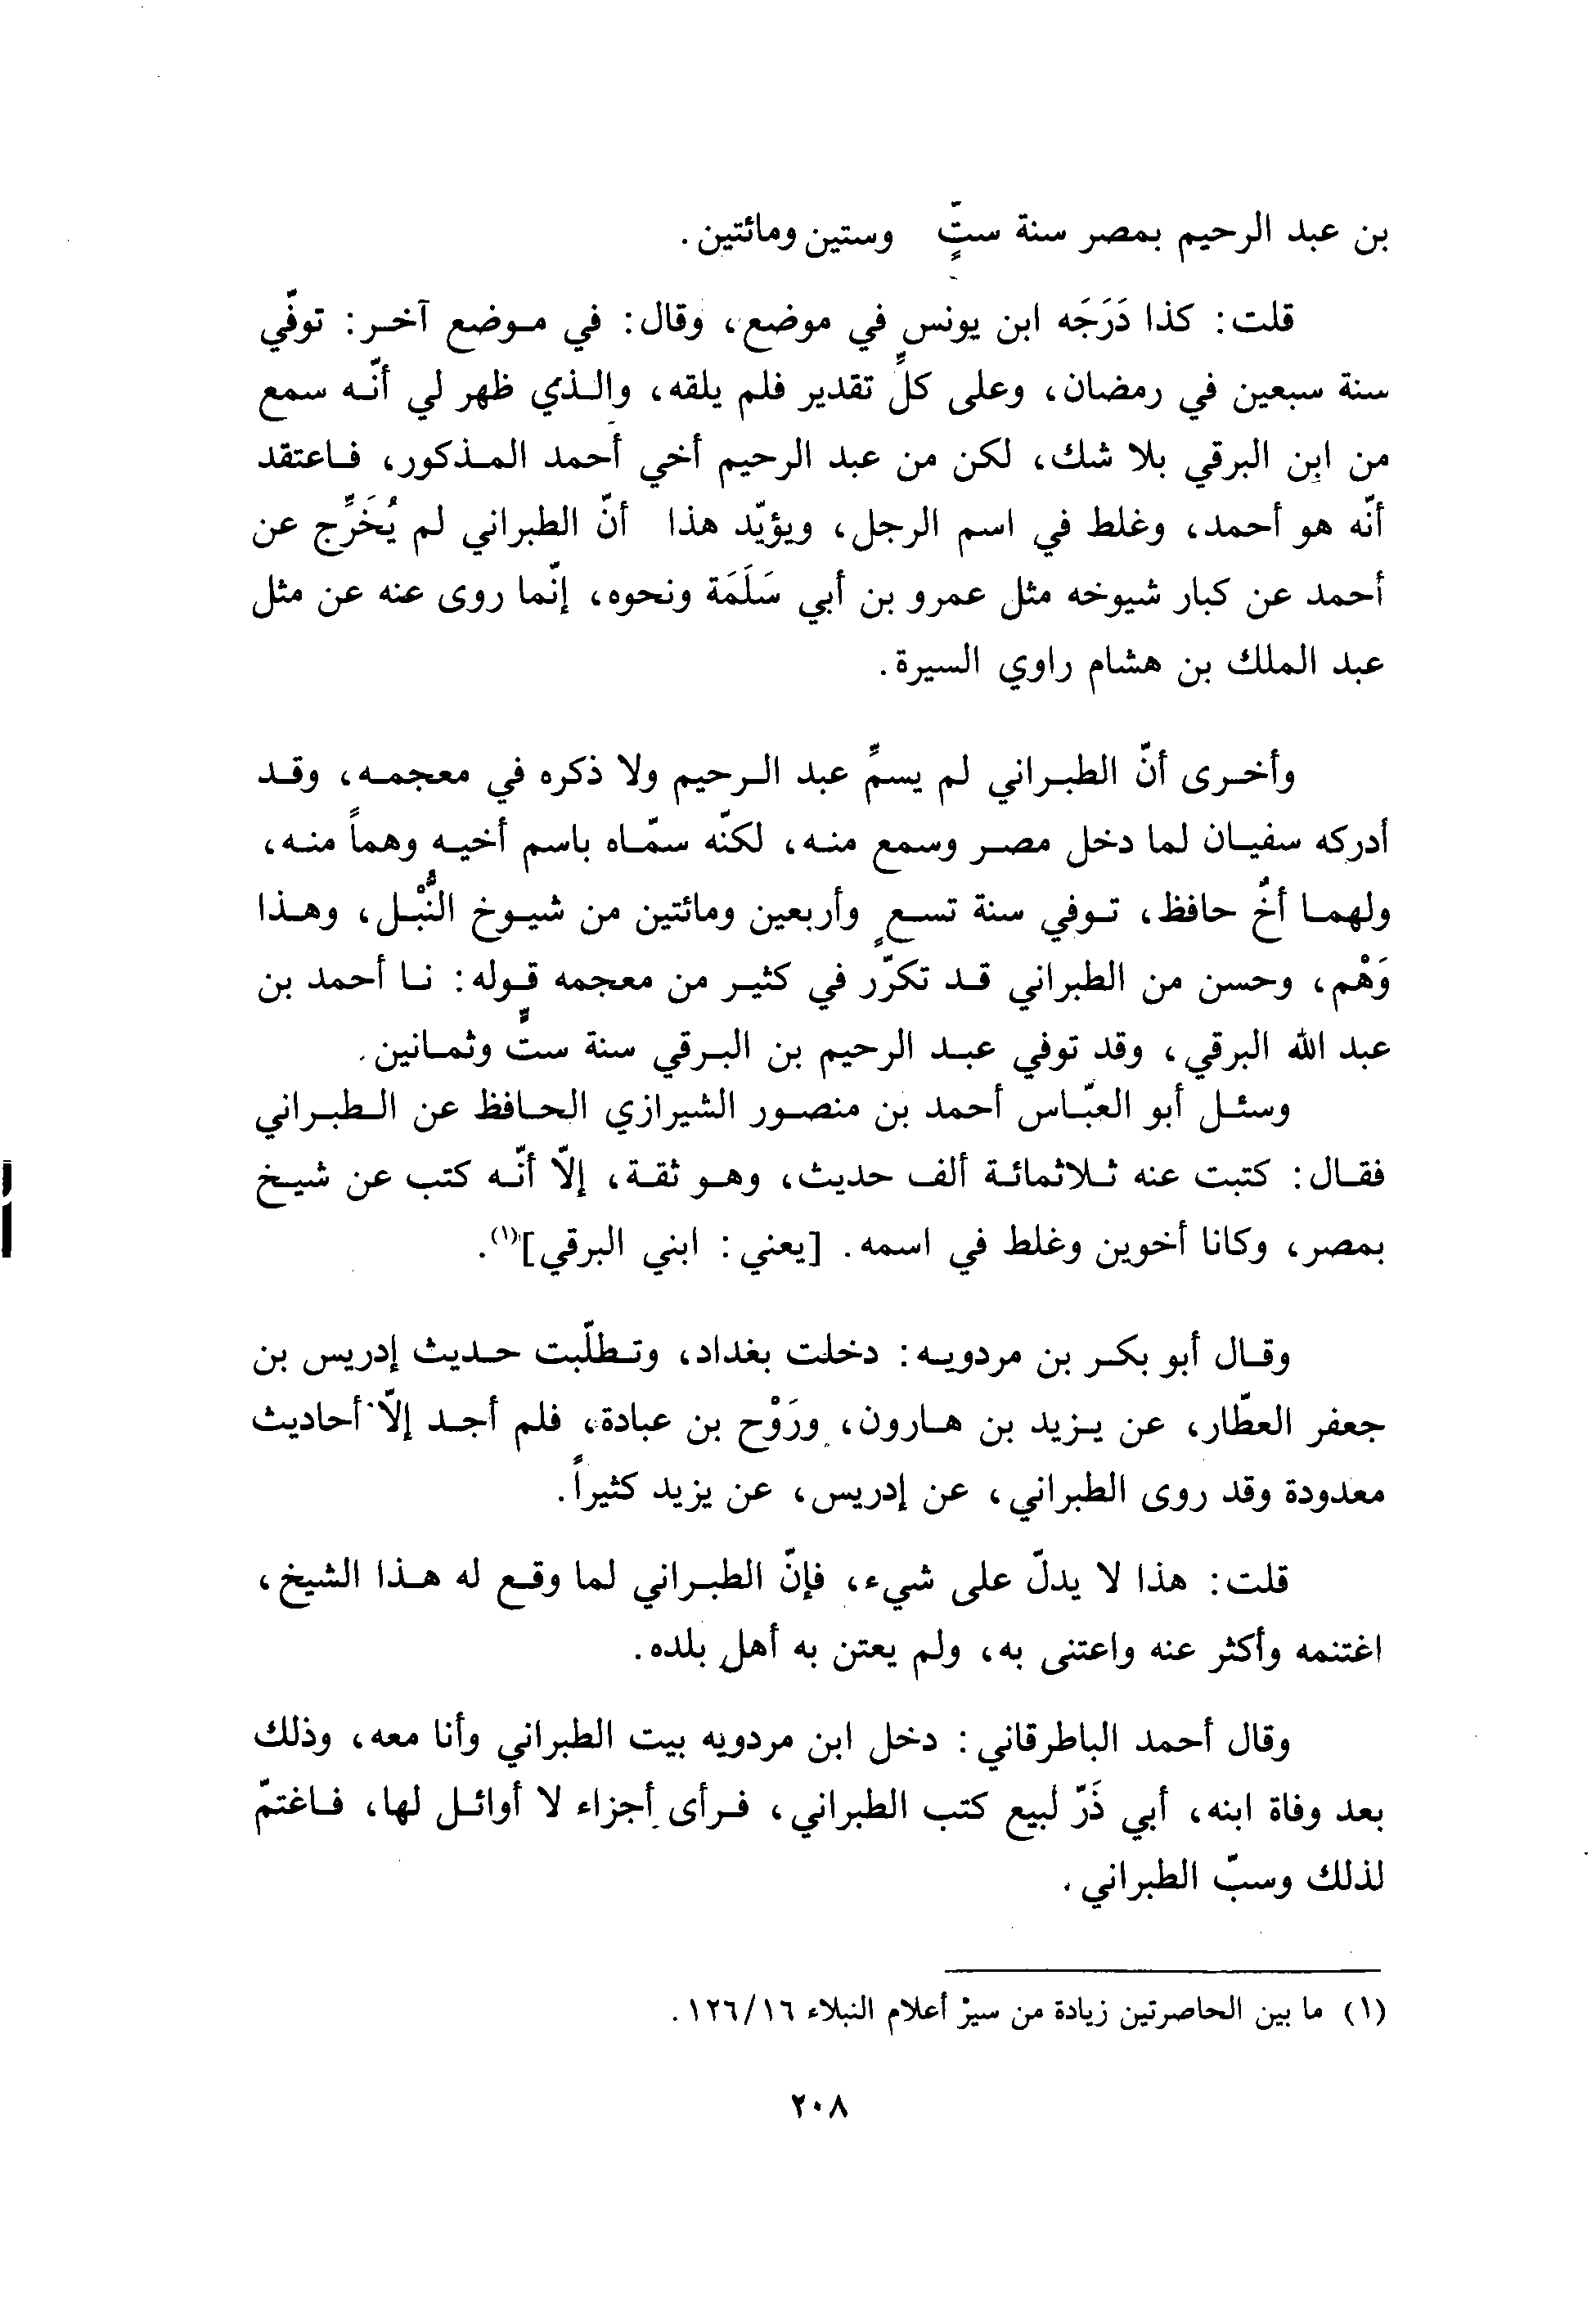 بن عبد الرحيم بمصر سنة ستٍّ وستين ومائتين.
قلت: كذا دَرَجَه ابن يونس في موضع، وقال: في موضع آخر: توفّي
سنة سبعين في رمضان، وعلى كلٍّ تقدير فلم يلقه، والذي ظهر لي أنّه سمع
من ابن البرقي بلا شك، لكن من عبد الرحيم أخي أحمد المذكور، فاعتقد
أنّه هو أحمد، وغلط في اسم الرجل، ويؤيّد هذا أنّ الطبراني لم يُخَرِّج عن
أحمد عن كبار شيوخه مثل عمرو بن أبي سَلَمَة ونحوه، إنّما روى عنه عن مثل
عبد الملك بن هشام راوي السيرة.
وأخرى أنّ الطبراني لم يسمِّ عبد الرحيم ولا ذكره في معجمه، وقد
أدركه سفيان لما دخل مصر وسمع منه، لكنّه سمّاه باسم أخيه وهماً منه،
ولهما أخٌ حافظ، توفي سنة تسعٍ وأربعين ومائتين من شيوخ النُّبْل، وهذا
وَهْم، وحسن من الطبراني قد تكرّر في كثير من معجمه قوله: نا أحمد بن
عبد الله البرقي، وقد توفي عبد الرحيم بن البرقي سنة ستٍّ وثمانين.
وسئل أبو العبّاس أحمد بن منصور الشيرازي الحافظ عن الطبراني
فقال: كتبت عنه ثلاثمائة ألف حديث، وهو ثقة، إلّا أنّه كتب عن شيخ
بمصر، وكانا أخوين وغلط في اسمه. [يعني: ابني البرقي](١).
وقال أبو بكر بن مردويه: دخلت بغداد، وتطلّبت حديث إدريس بن
جعفر العطّار، عن يزيد بن هارون، ورَوْح بن عبادة، فلم أجد إلّا أحاديث
معدودة وقد روى الطبراني، عن إدريس، عن يزيد كثيراً.
قلت: هذا لا يدلّ على شيء، فإنّ الطبراني لما وقع له هذا الشيخ،
اغتنمه وأكثر عنه واعتنى به، ولم يعتن به أهل بلده.
وقال أحمد الباطرقاني: دخل ابن مردويه بيت الطبراني وأنا معه، وذلك
بعد وفاة ابنه، أبي ذَرّ لبيع كتب الطبراني، فرأى أجزاء لا أوائل لها، فاغتمّ
لذلك وسبّ الطبراني.
(١) ما بين الحاصرتين زيادة من سير أعلام النبلاء ١٢٦/١٦.
٢٠٨